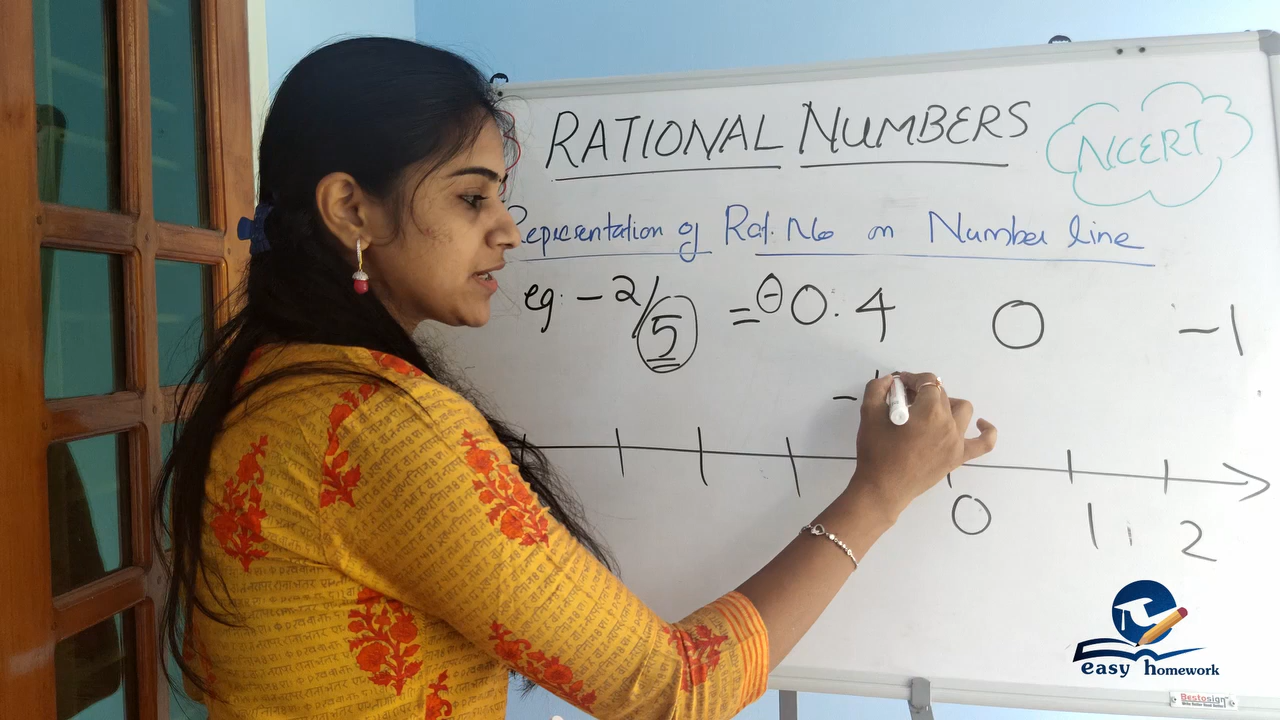 RATIONAL NUMBERS
NCERT
Representation of Rat. No on Number line
eg: -2/5 = -0.4 0 -1
0 1 2
easy homework
Bestosign